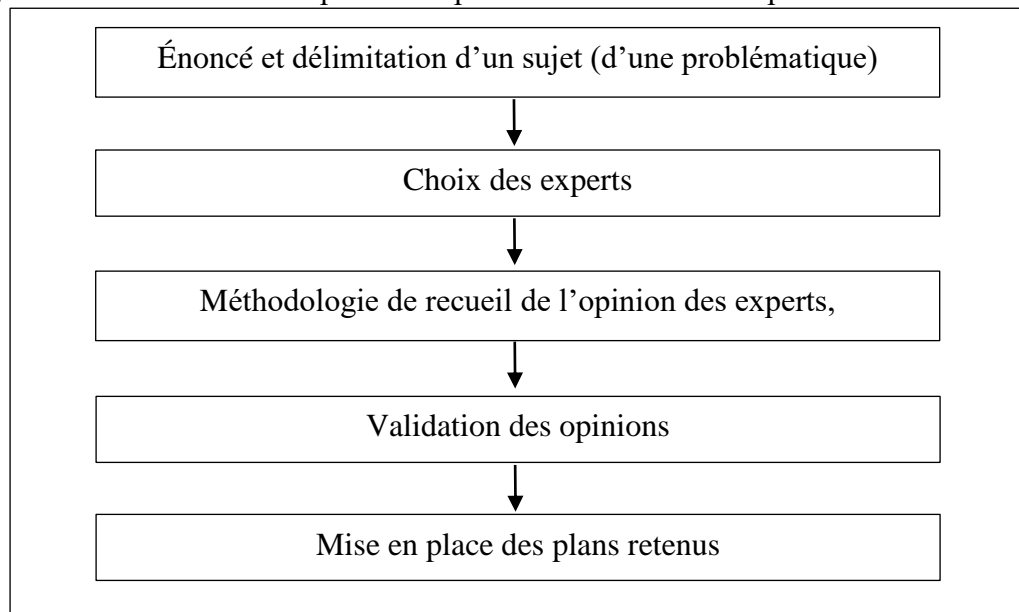 Énoncé et délimitation d’un sujet (d’une problématique)
Choix des experts
Méthodologie de recueil de l’opinion des experts,
Validation des opinions
Mise en place des plans retenus